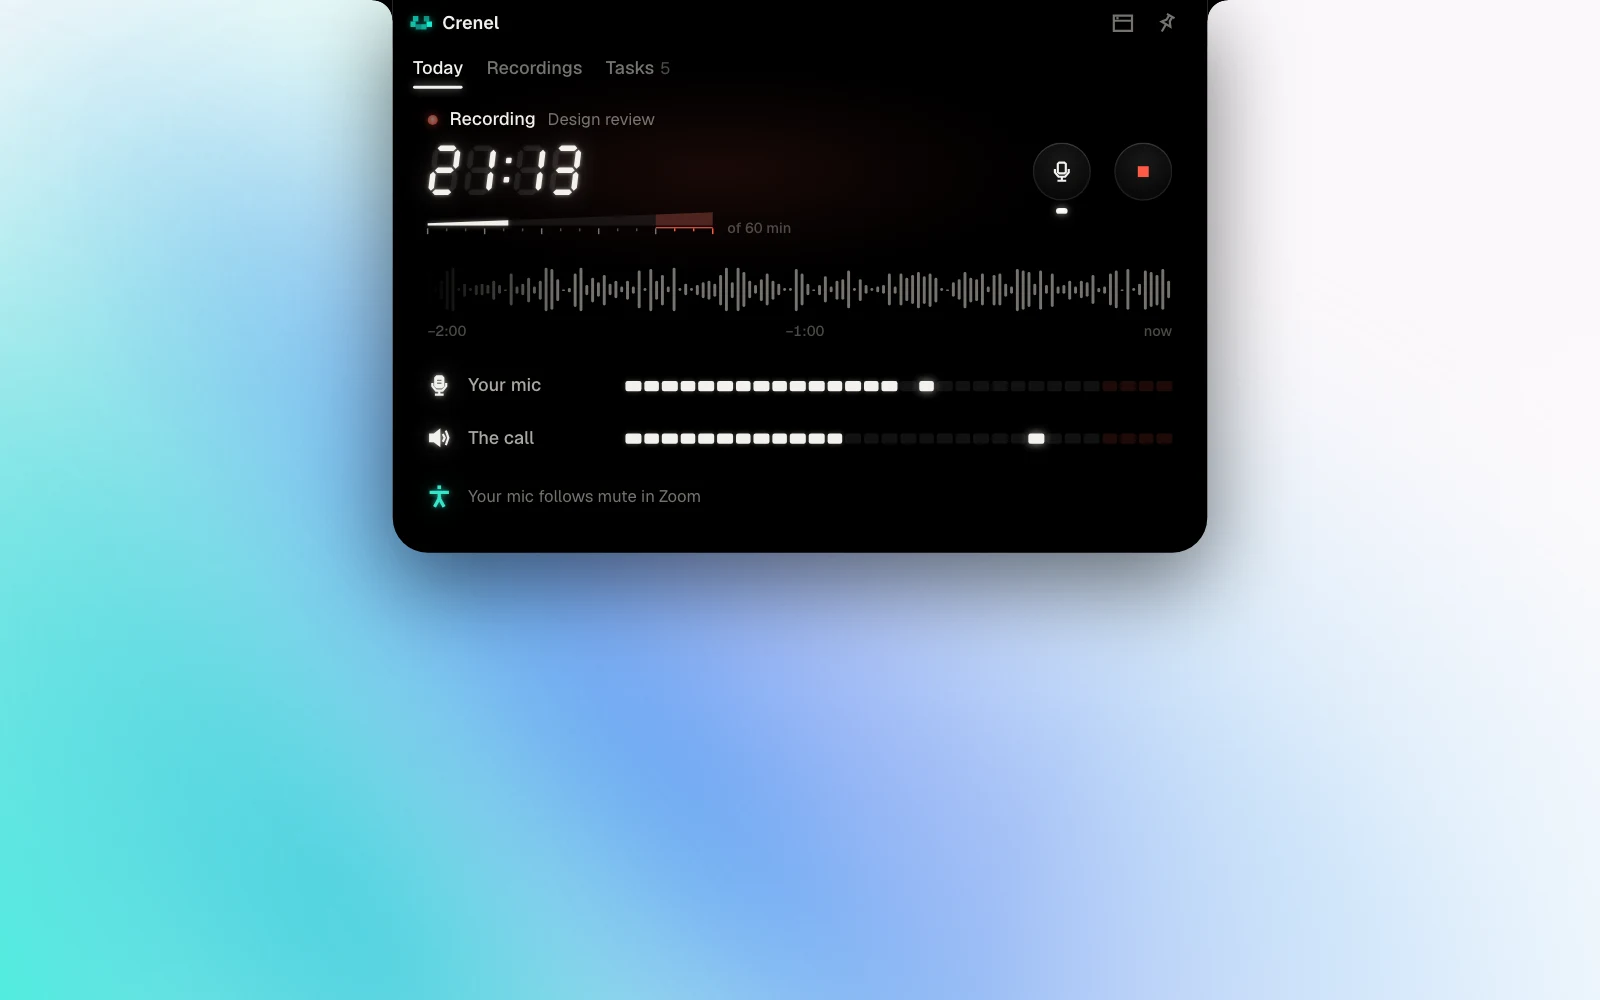 Crenel
Today Recordings Tasks 5
Recording Design review
21:13
of 60 min
−2:00 −1:00 now
Your mic
The call
Your mic follows mute in Zoom